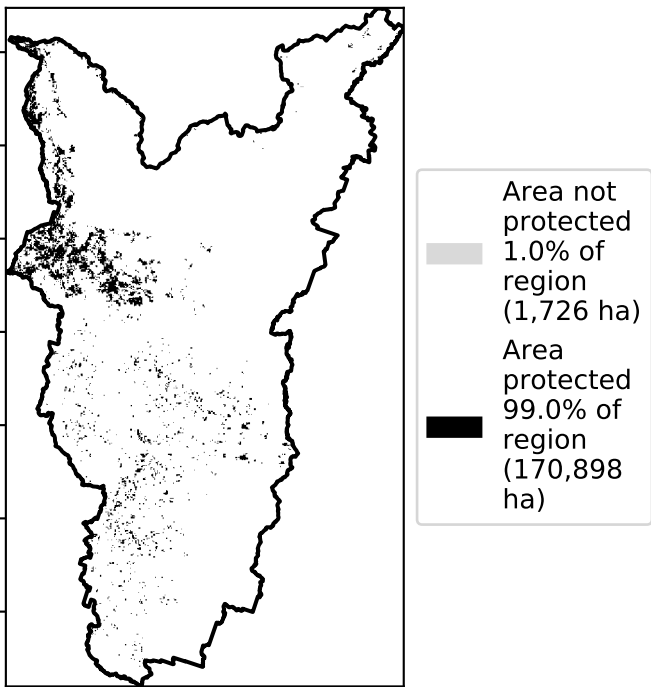 Area not
protected
1.0% of
region
(1,726 ha)
Area
protected
99.0% of
region
(170,898
ha)